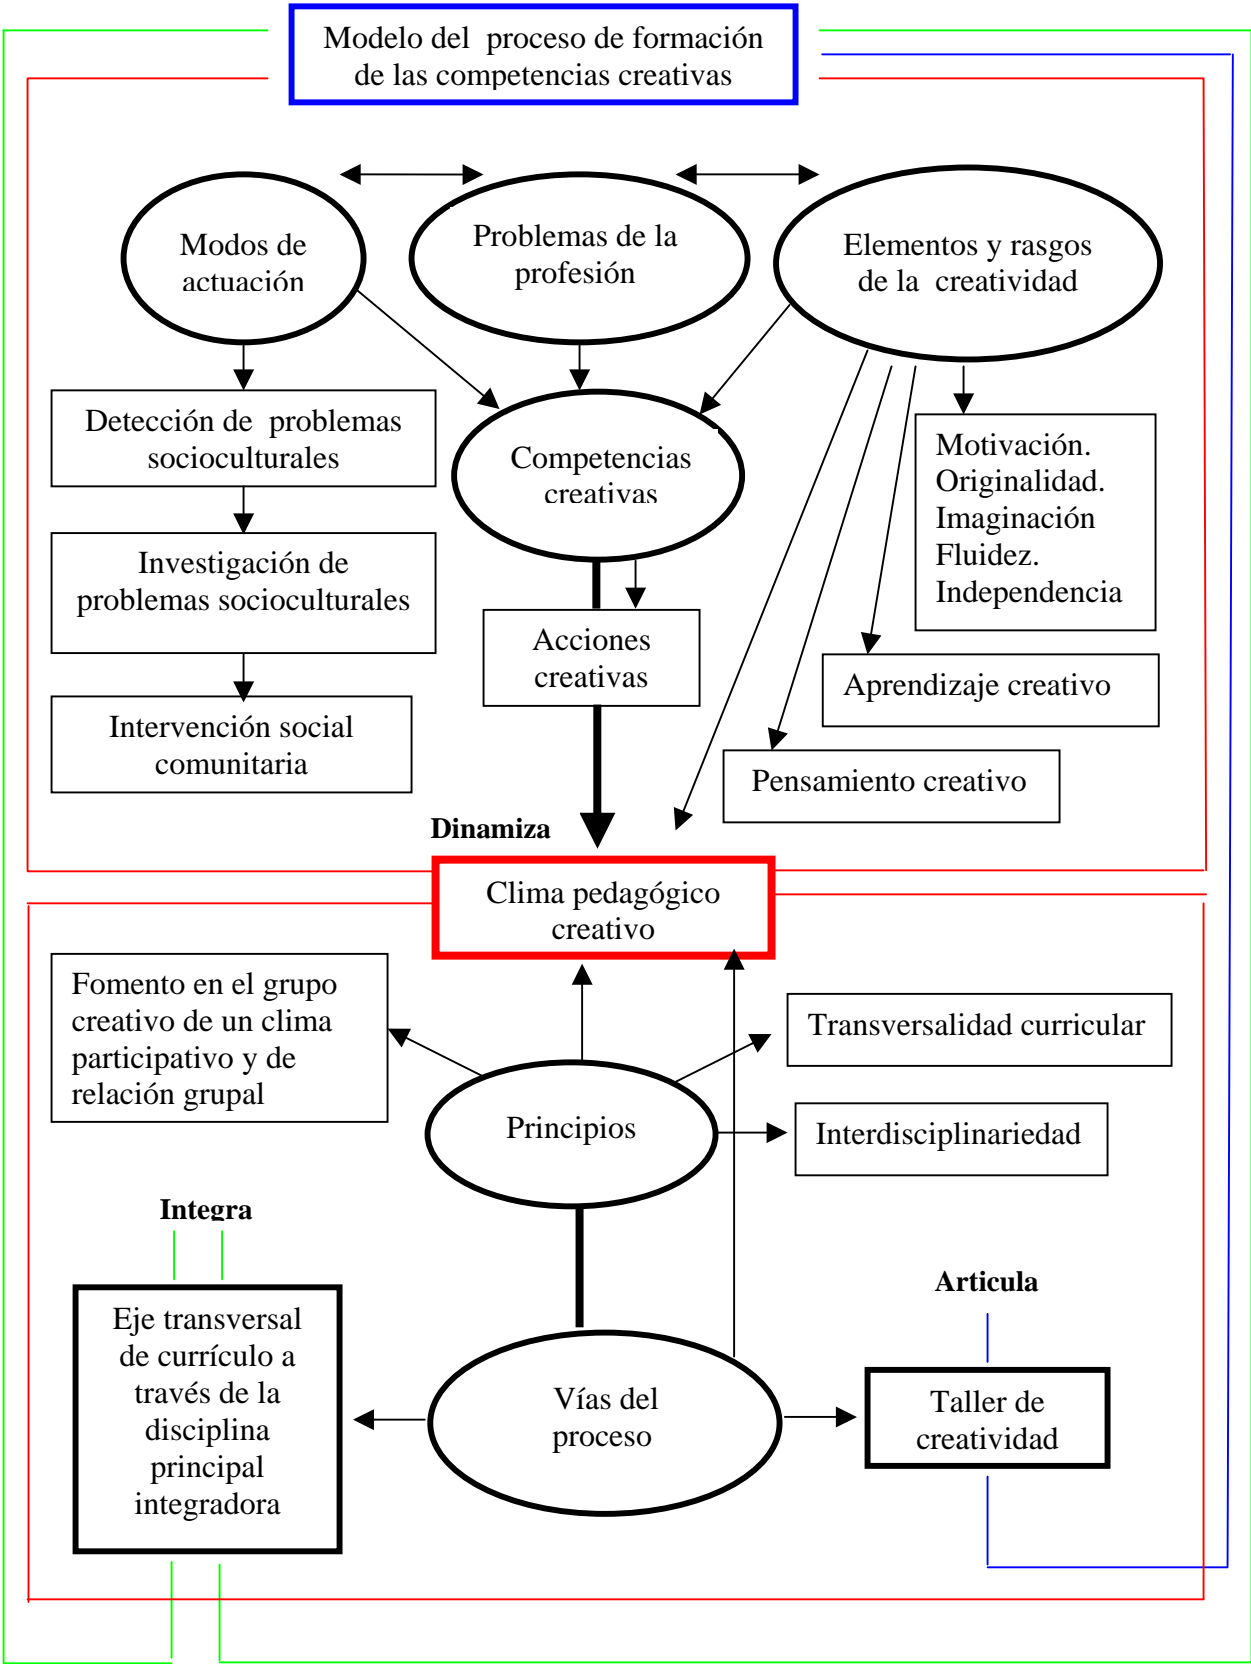 Modelo del proceso de formación
de las competencias creativas
Modos de
actuación
Problemas de la
profesión
Elementos y rasgos
de la creatividad
Detección de problemas
socioculturales
Competencias
creativas
Motivación.
Originalidad.
Imaginación
Fluidez.
Independencia
Investigación de
problemas socioculturales
Acciones
creativas
Aprendizaje creativo
Intervención social
comunitaria
Pensamiento creativo
Dinamiza
Clima pedagógico
creativo
Fomento en el grupo
creativo de un clima
participativo y de
relación grupal
Transversalidad curricular
Principios
Interdisciplinariedad
Integra
Articula
Eje transversal
de currículo a
través de la
disciplina
principal
integradora
Vías del
proceso
Taller de
creatividad